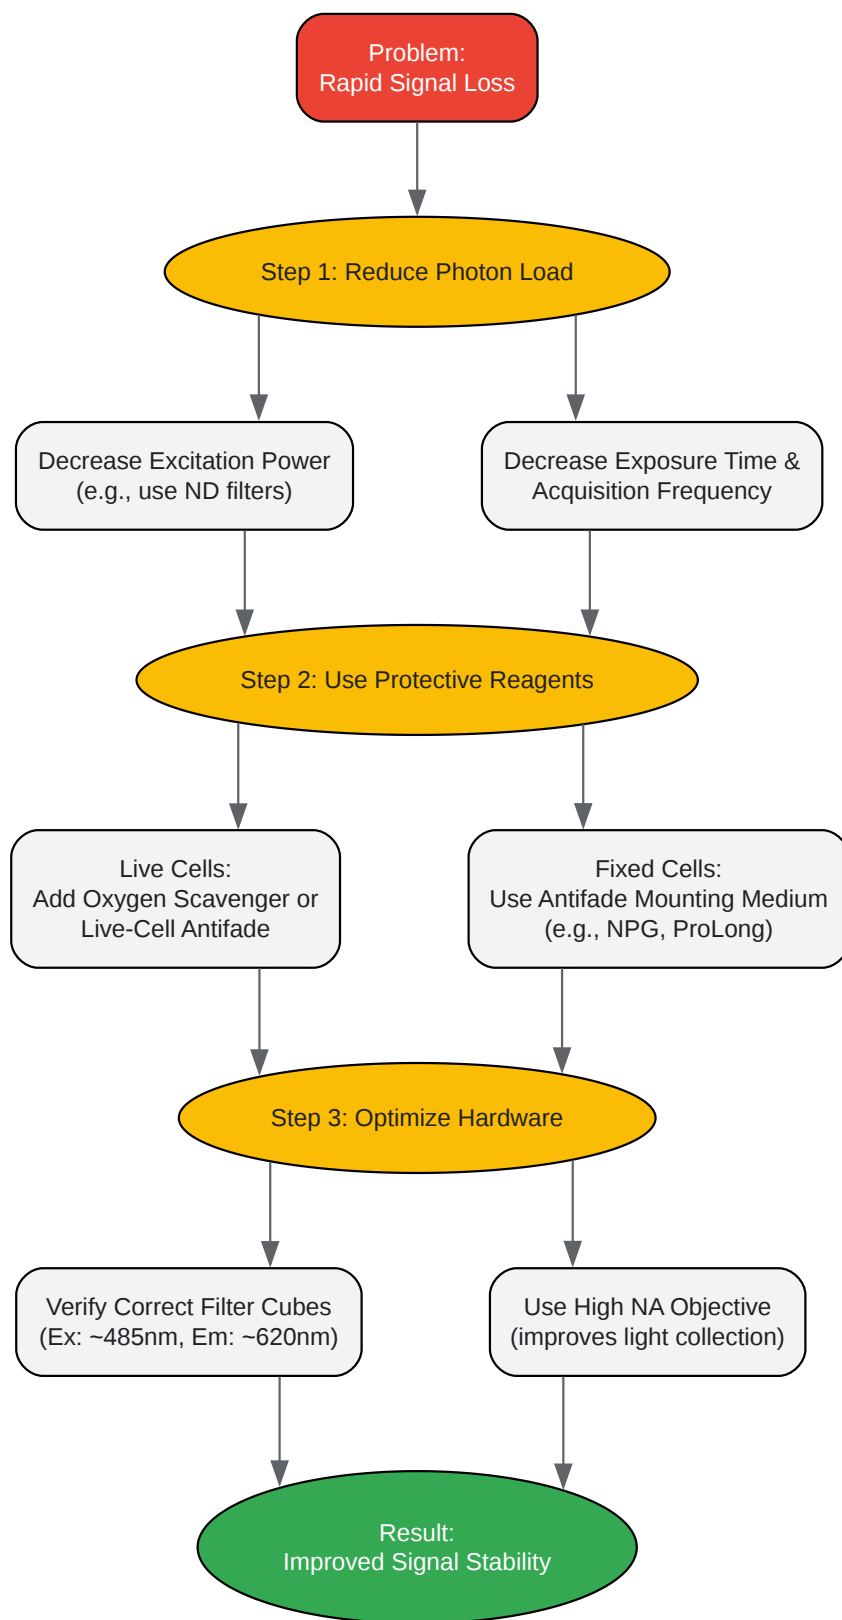 Problem:
Rapid Signal Loss
Step 1: Reduce Photon Load
Decrease Excitation Power
(e.g., use ND filters)
Decrease Exposure Time &
Acquisition Frequency
Step 2: Use Protective Reagents
Live Cells:
Add Oxygen Scavenger or
Live-Cell Antifade
Fixed Cells:
Use Antifade Mounting Medium
(e.g., NPG, ProLong)
Step 3: Optimize Hardware
Verify Correct Filter Cubes
(Ex: ~485nm, Em: ~620nm)
Use High NA Objective
(improves light collection)
Result:
Improved Signal Stability